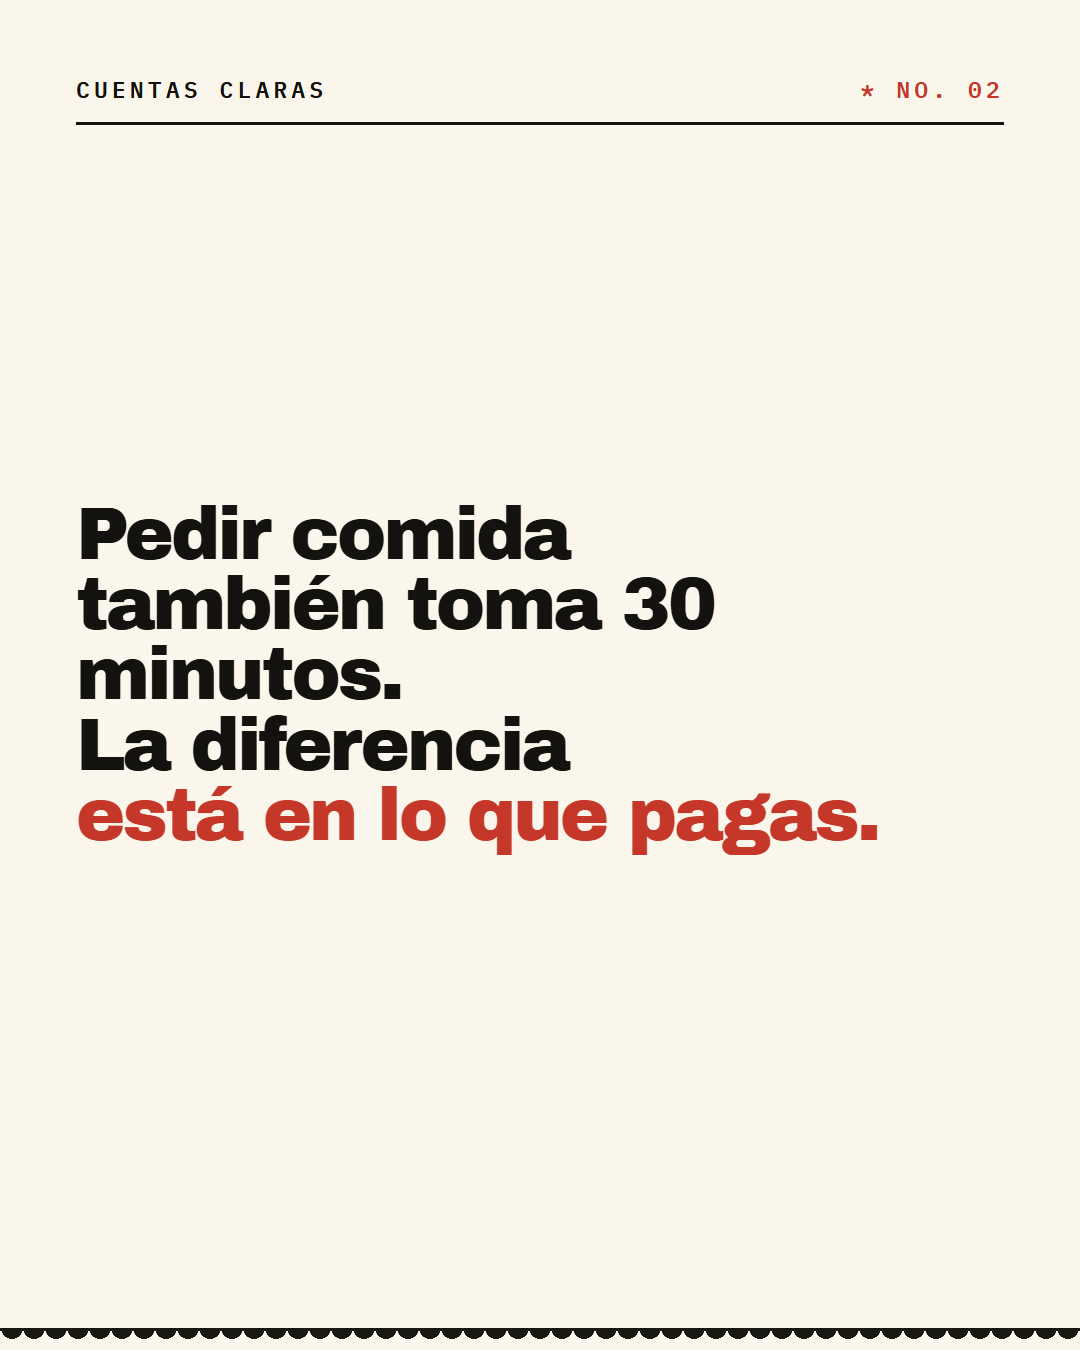 CUENTAS CLARAS
* NO. 02
Pedir comida
también toma 30
minutos.
La diferencia
está en lo que pagas.